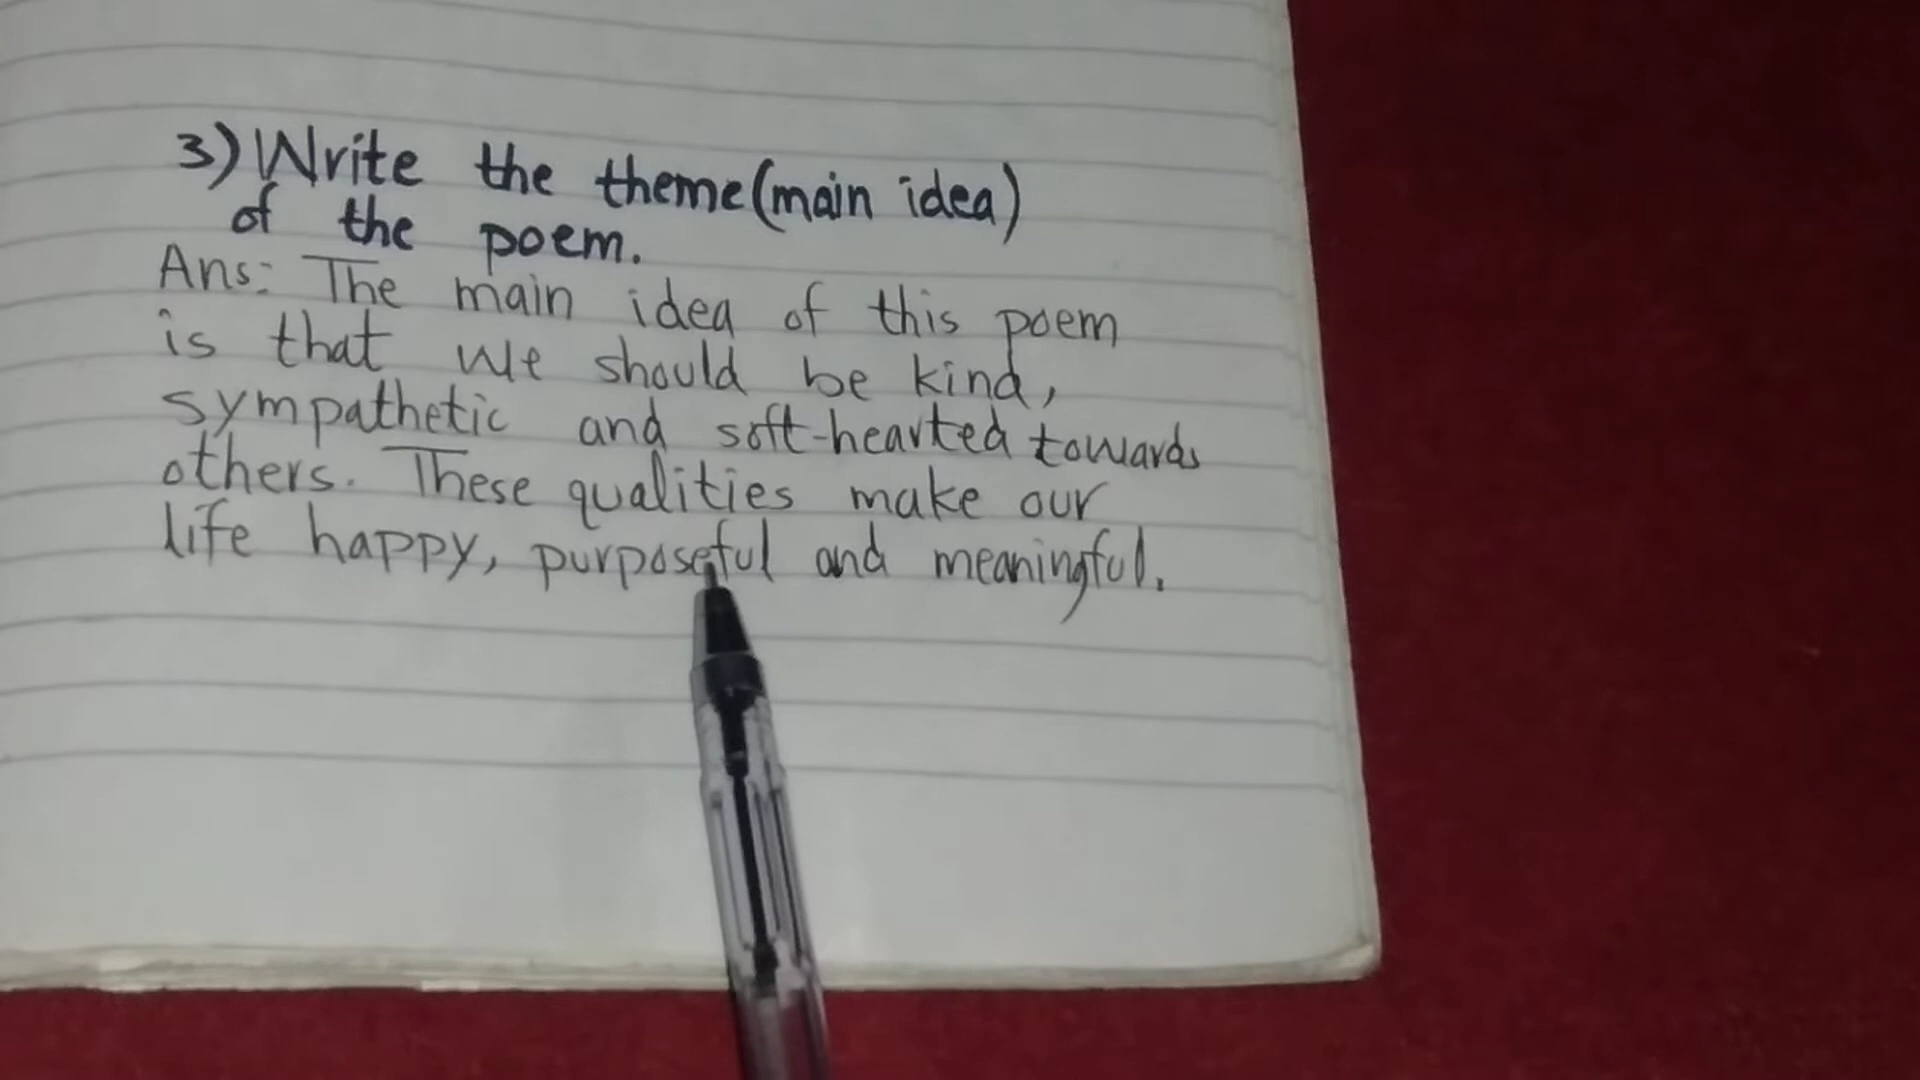 3) Write the theme (main idea)
of the poem.
Ans: The main idea of this poem
is that we should be kind,
sympathetic and soft-hearted towards
others. These qualities make our
life happy, purposeful and meaningful.